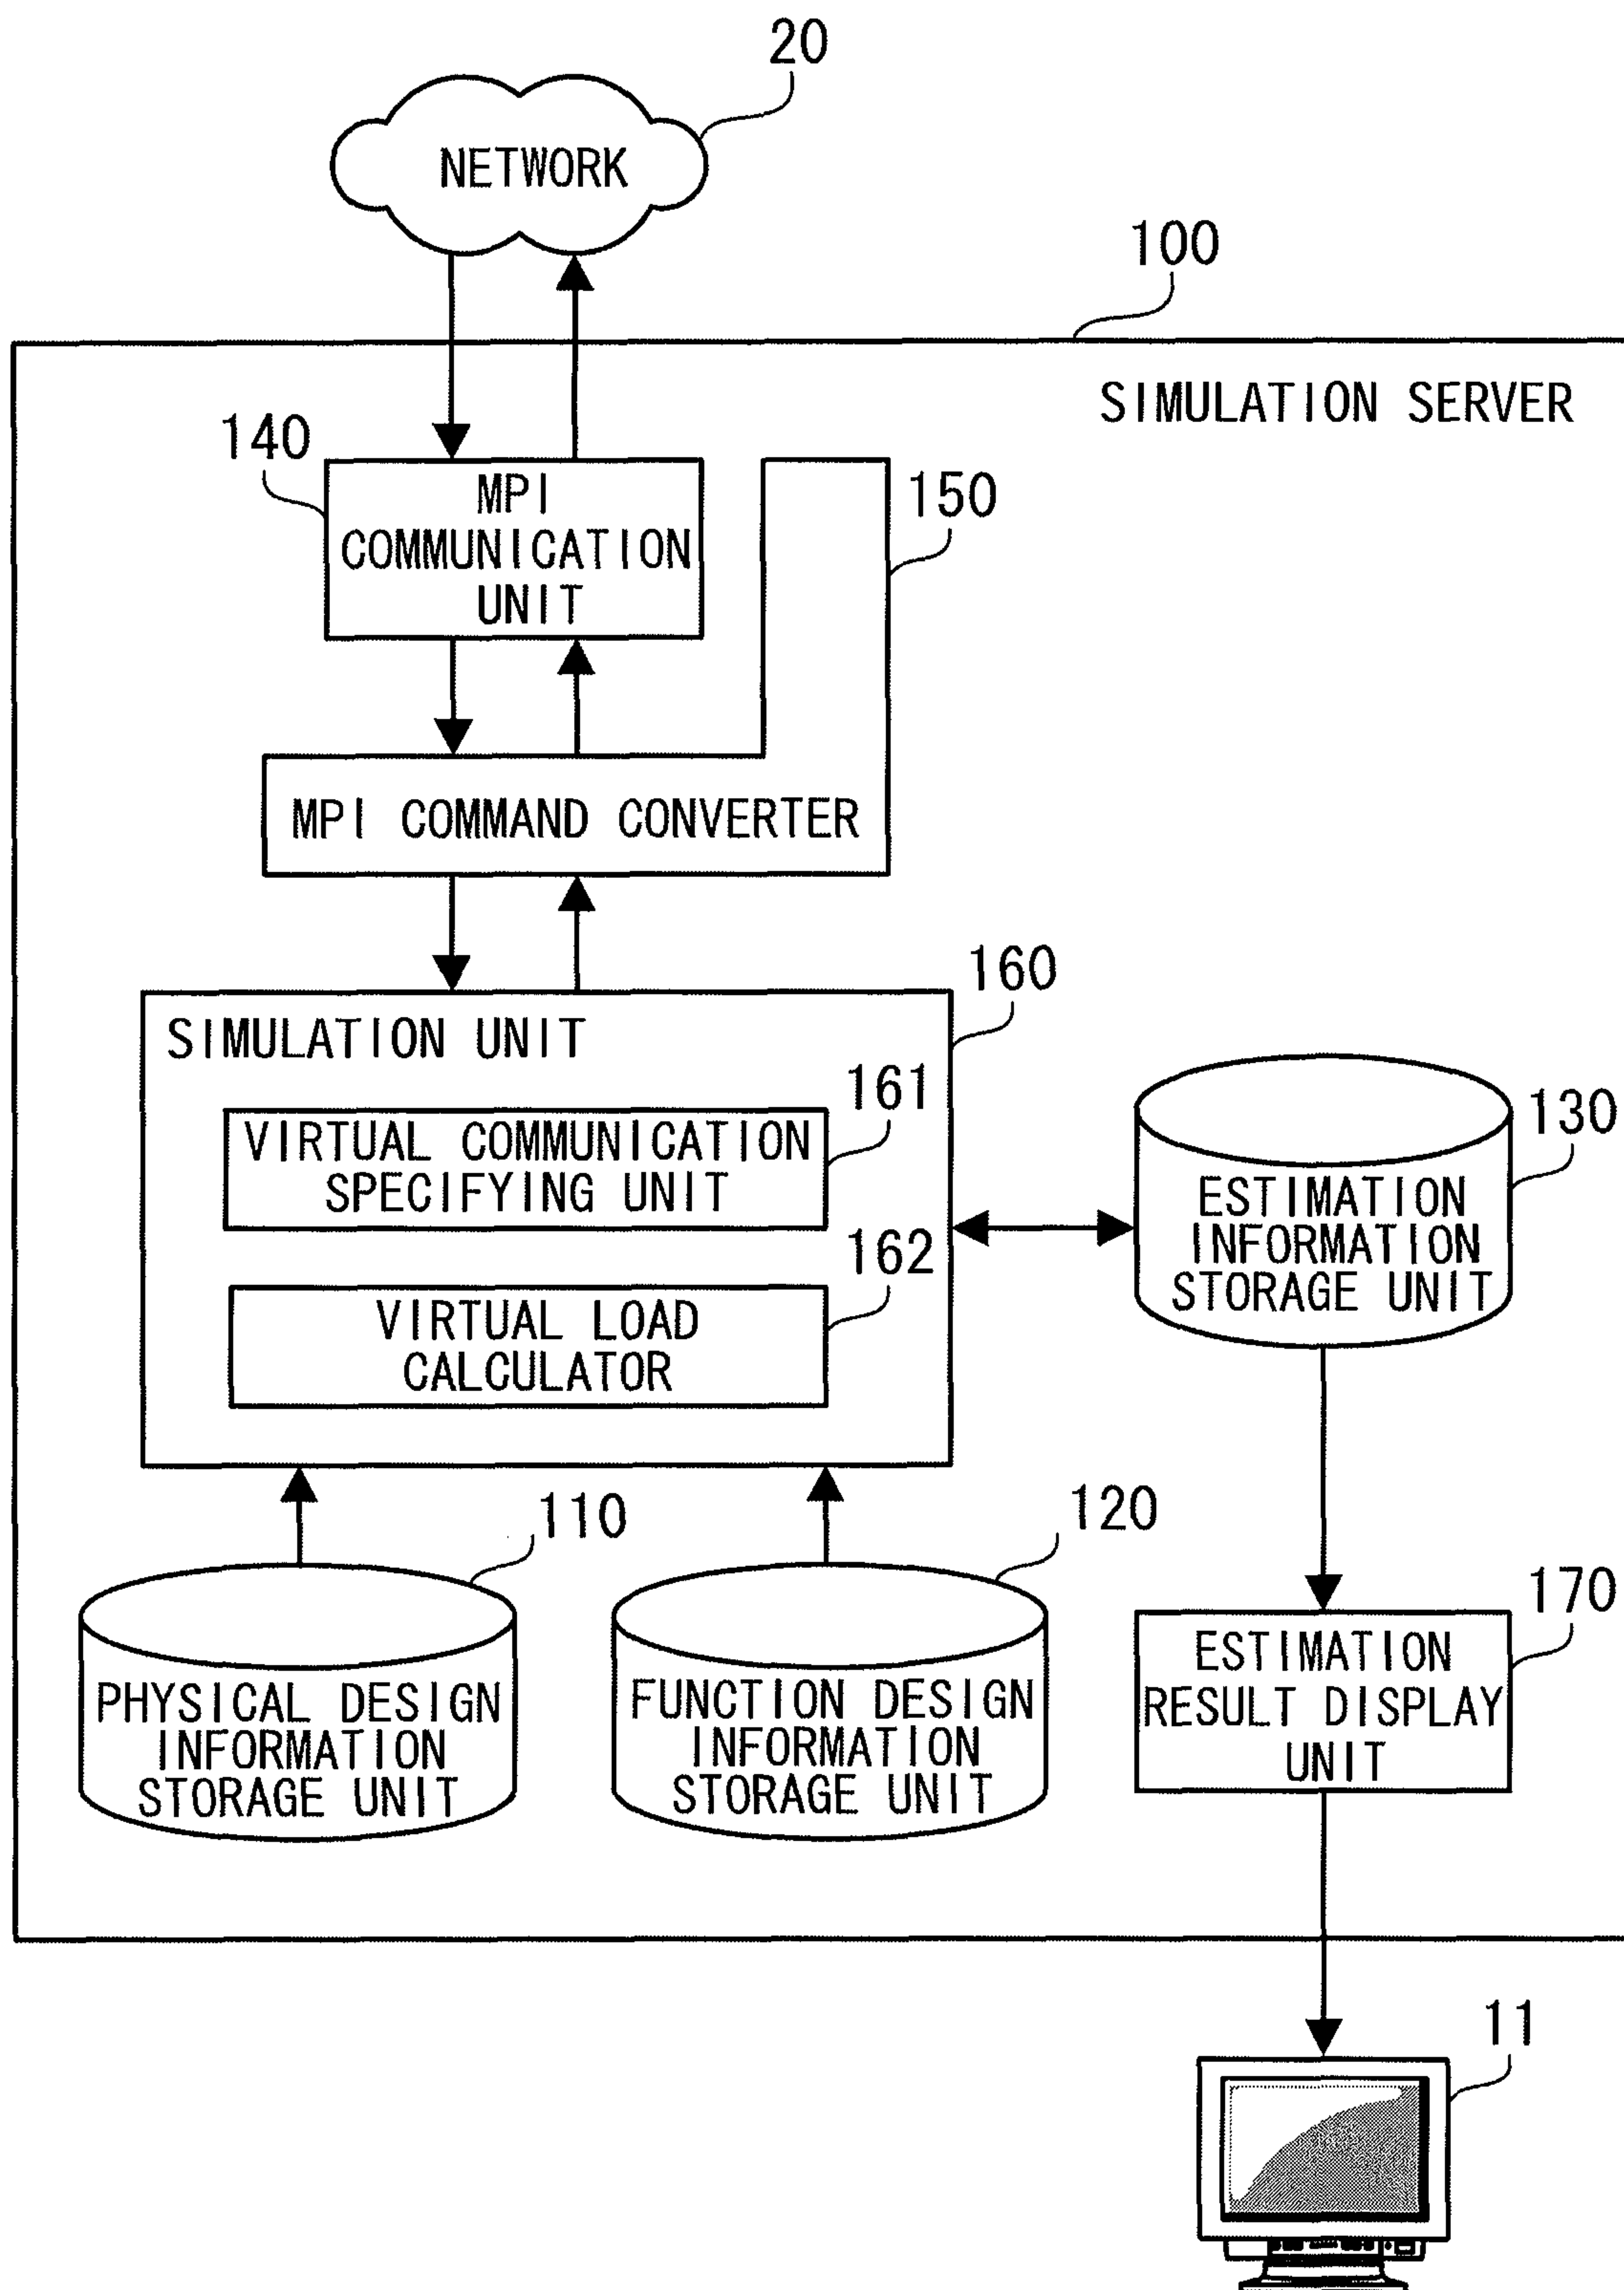 20
NETWORK
100
SIMULATION SERVER
140
MPI
COMMUNICATION
UNIT
150
MPI COMMAND CONVERTER
160
SIMULATION UNIT
161
VIRTUAL COMMUNICATION
SPECIFYING UNIT
162
VIRTUAL LOAD
CALCULATOR
130
ESTIMATION
INFORMATION
STORAGE UNIT
110
PHYSICAL DESIGN
INFORMATION
STORAGE UNIT
120
FUNCTION DESIGN
INFORMATION
STORAGE UNIT
170
ESTIMATION
RESULT DISPLAY
UNIT
11